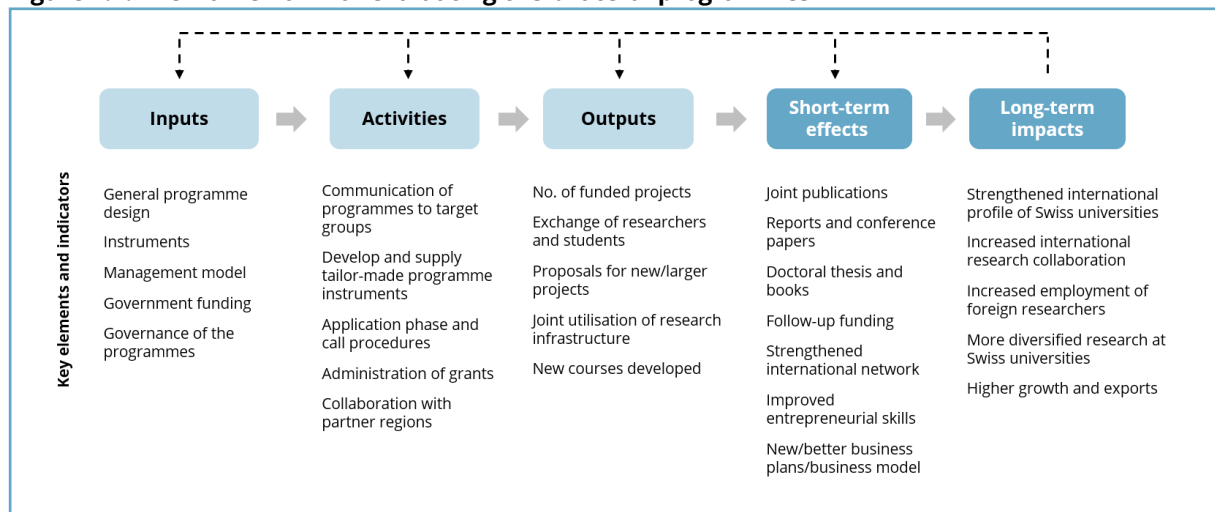 Inputs
Activities
Outputs
Short-term
effects
Long-term
impacts
Key elements and indicators
General programme
design
Instruments
Management model
Government funding
Governance of the
programmes
Communication of
programmes to target
groups
Develop and supply
tailor-made programme
instruments
Application phase and
call procedures
Administration of grants
Collaboration with
partner regions
No. of funded projects
Exchange of researchers
and students
Proposals for new/larger
projects
Joint utilisation of research
infrastructure
New courses developed
Joint publications
Reports and conference
papers
Doctoral thesis and
books
Follow-up funding
Strengthened
international network
Improved
entrepreneurial skills
New/better business
plans/business model
Strengthened international
profile of Swiss universities
Increased international
research collaboration
Increased employment of
foreign researchers
More diversified research at
Swiss universities
Higher growth and exports